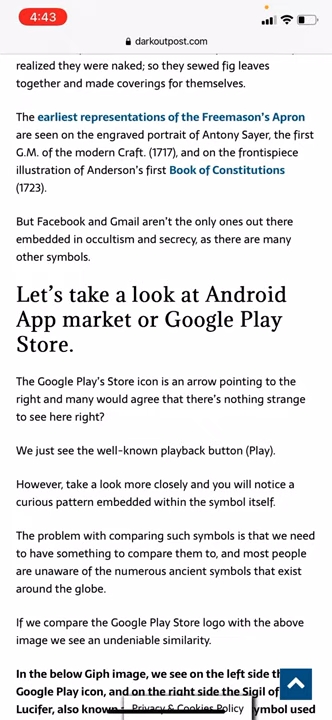 4:43
darkoutpost.com
realized they were naked; so they sewed fig leaves
together and made coverings for themselves.
The earliest representations of the Freemason's Apron
are seen on the engraved portrait of Antony Sayer, the first
G.M. of the modern Craft. (1717), and on the frontispiece
illustration of Anderson's first Book of Constitutions
(1723).
But Facebook and Gmail aren't the only ones out there
embedded in occultism and secrecy, as there are many
other symbols.
Let's take a look at Android
App market or Google Play
Store.
The Google Play's Store icon is an arrow pointing to the
right and many would agree that there's nothing strange
to see here right?
We just see the well-known playback button (Play).
However, take a look more closely and you will notice a
curious pattern embedded within the symbol itself.
The problem with comparing such symbols is that we need
to have something to compare them to, and most people
are unaware of the numerous ancient symbols that exist
around the globe.
If we compare the Google Play Store logo with the above
image we see an undeniable similarity.
In the below Giph image, we see on the left side
Google Play icon, and on the right side the Sigil of
Lucifer, also known Privacy & Cookies Policy symbol used